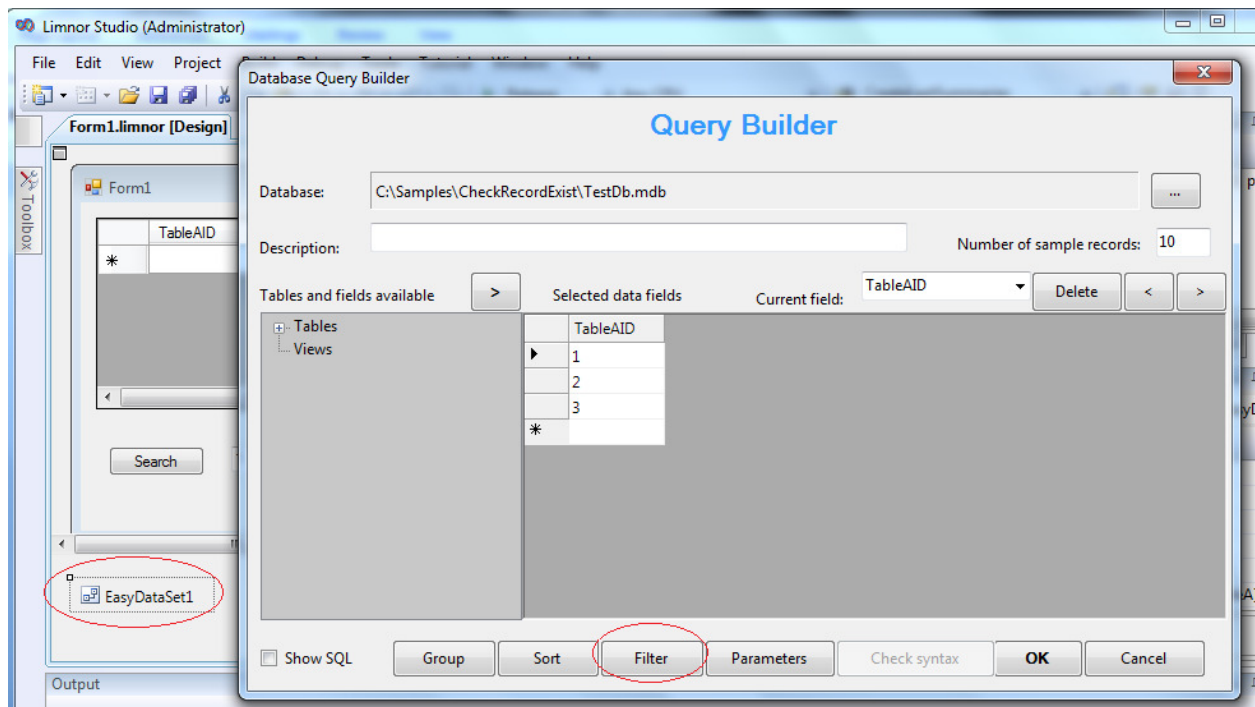 Limnor Studio (Administrator)
File Edit View Project
Database Query Builder
Form1.limnor [Design]
Query Builder
Toolbox
Form1
Database:
C:\Samples\CheckRecordExist\TestDb.mdb
...
TableAID
Description:
Number of sample records: 10
Tables and fields available
>
Selected data fields
Current field:
TableAID
Delete
<
>
Tables
Views
TableAID
1
2
3
Search
EasyDataSet1
Show SQL
Group
Sort
Filter
Parameters
Check syntax
OK
Cancel
Output